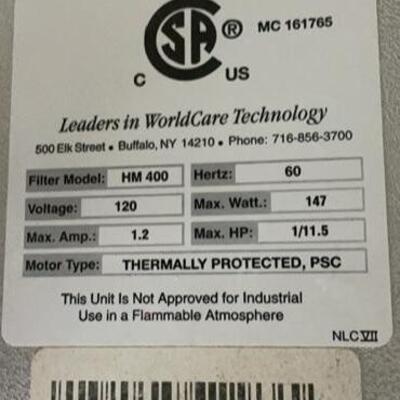 SA ® MC 161765
C US
Leaders in WorldCare Technology
500 Elk Street • Buffalo, NY 14210 • Phone: 716-856-3700
Filter Model: HM 400 Hertz: 60
Voltage: 120 Max. Watt.: 147
Max. Amp.: 1.2 Max. HP: 1/11.5
Motor Type: THERMALLY PROTECTED, PSC
This Unit Is Not Approved for Industrial
Use in a Flammable Atmosphere
NLC VII